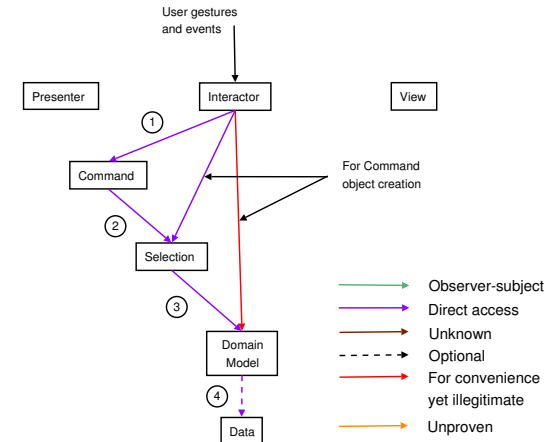 User gestures
and events
Presenter
Interactor
View
1
For Command
object creation
Command
2
Selection
3
Observer-subject
Direct access
Unknown
Domain
Model
Optional
For convenience
yet illegitimate
4
Unproven
Data